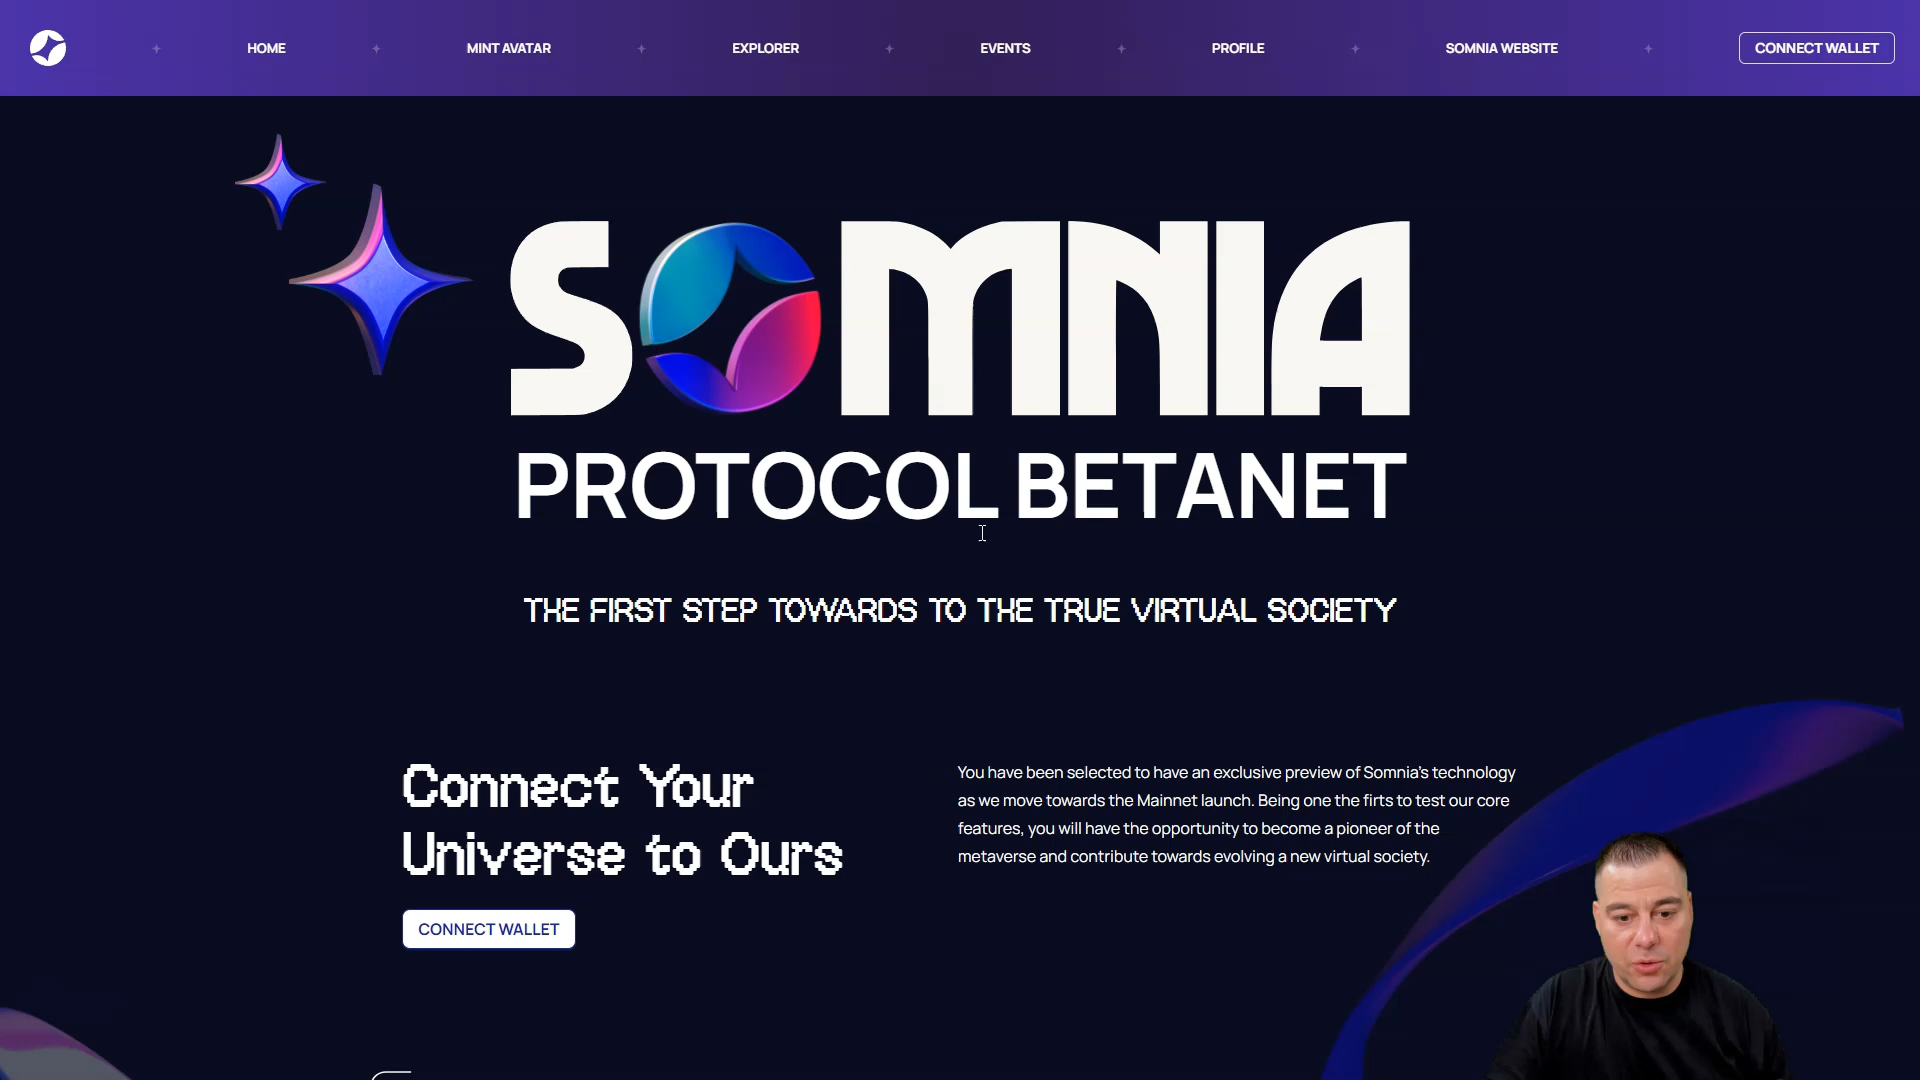 HOME
MINT AVATAR
EXPLORER
EVENTS
PROFILE
SOMNIA WEBSITE
CONNECT WALLET
SOMNIA
PROTOCOL BETANET
THE FIRST STEP TOWARDS TO THE TRUE VIRTUAL SOCIETY
Connect Your
Universe to Ours
CONNECT WALLET
You have been selected to have an exclusive preview of Somnia's technology
as we move towards the Mainnet launch. Being one the firts to test our core
features, you will have the opportunity to become a pioneer of the
metaverse and contribute towards evolving a new virtual society.